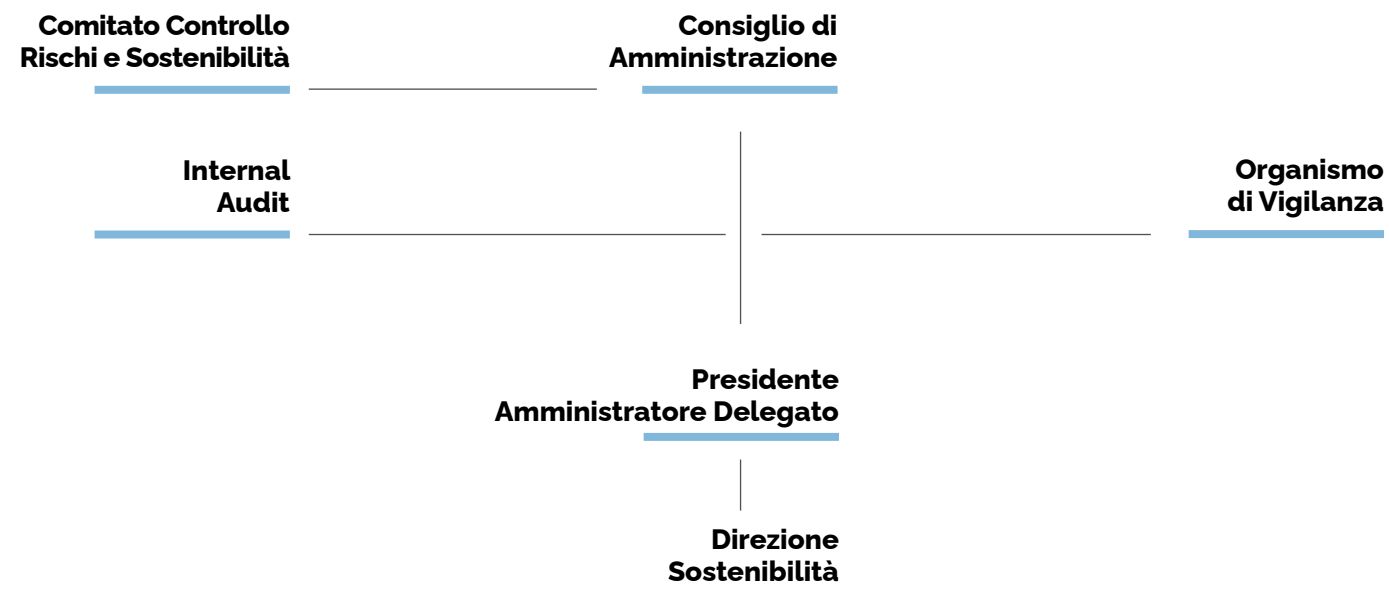 Comitato Controllo
Rischi e Sostenibilità
Consiglio di
Amministrazione
Internal
Audit
Organismo
di Vigilanza
Presidente
Amministratore Delegato
Direzione
Sostenibilità